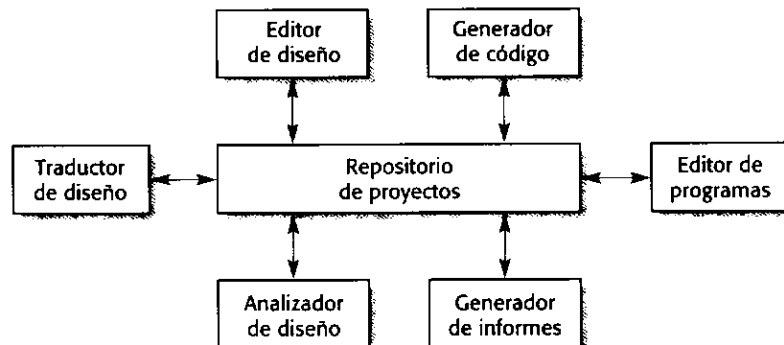 Editor
de diseño
Generador
de código
Traductor
de diseño
Repositorio
de proyectos
Editor de
programas
Analizador
de diseño
Generador
de informes